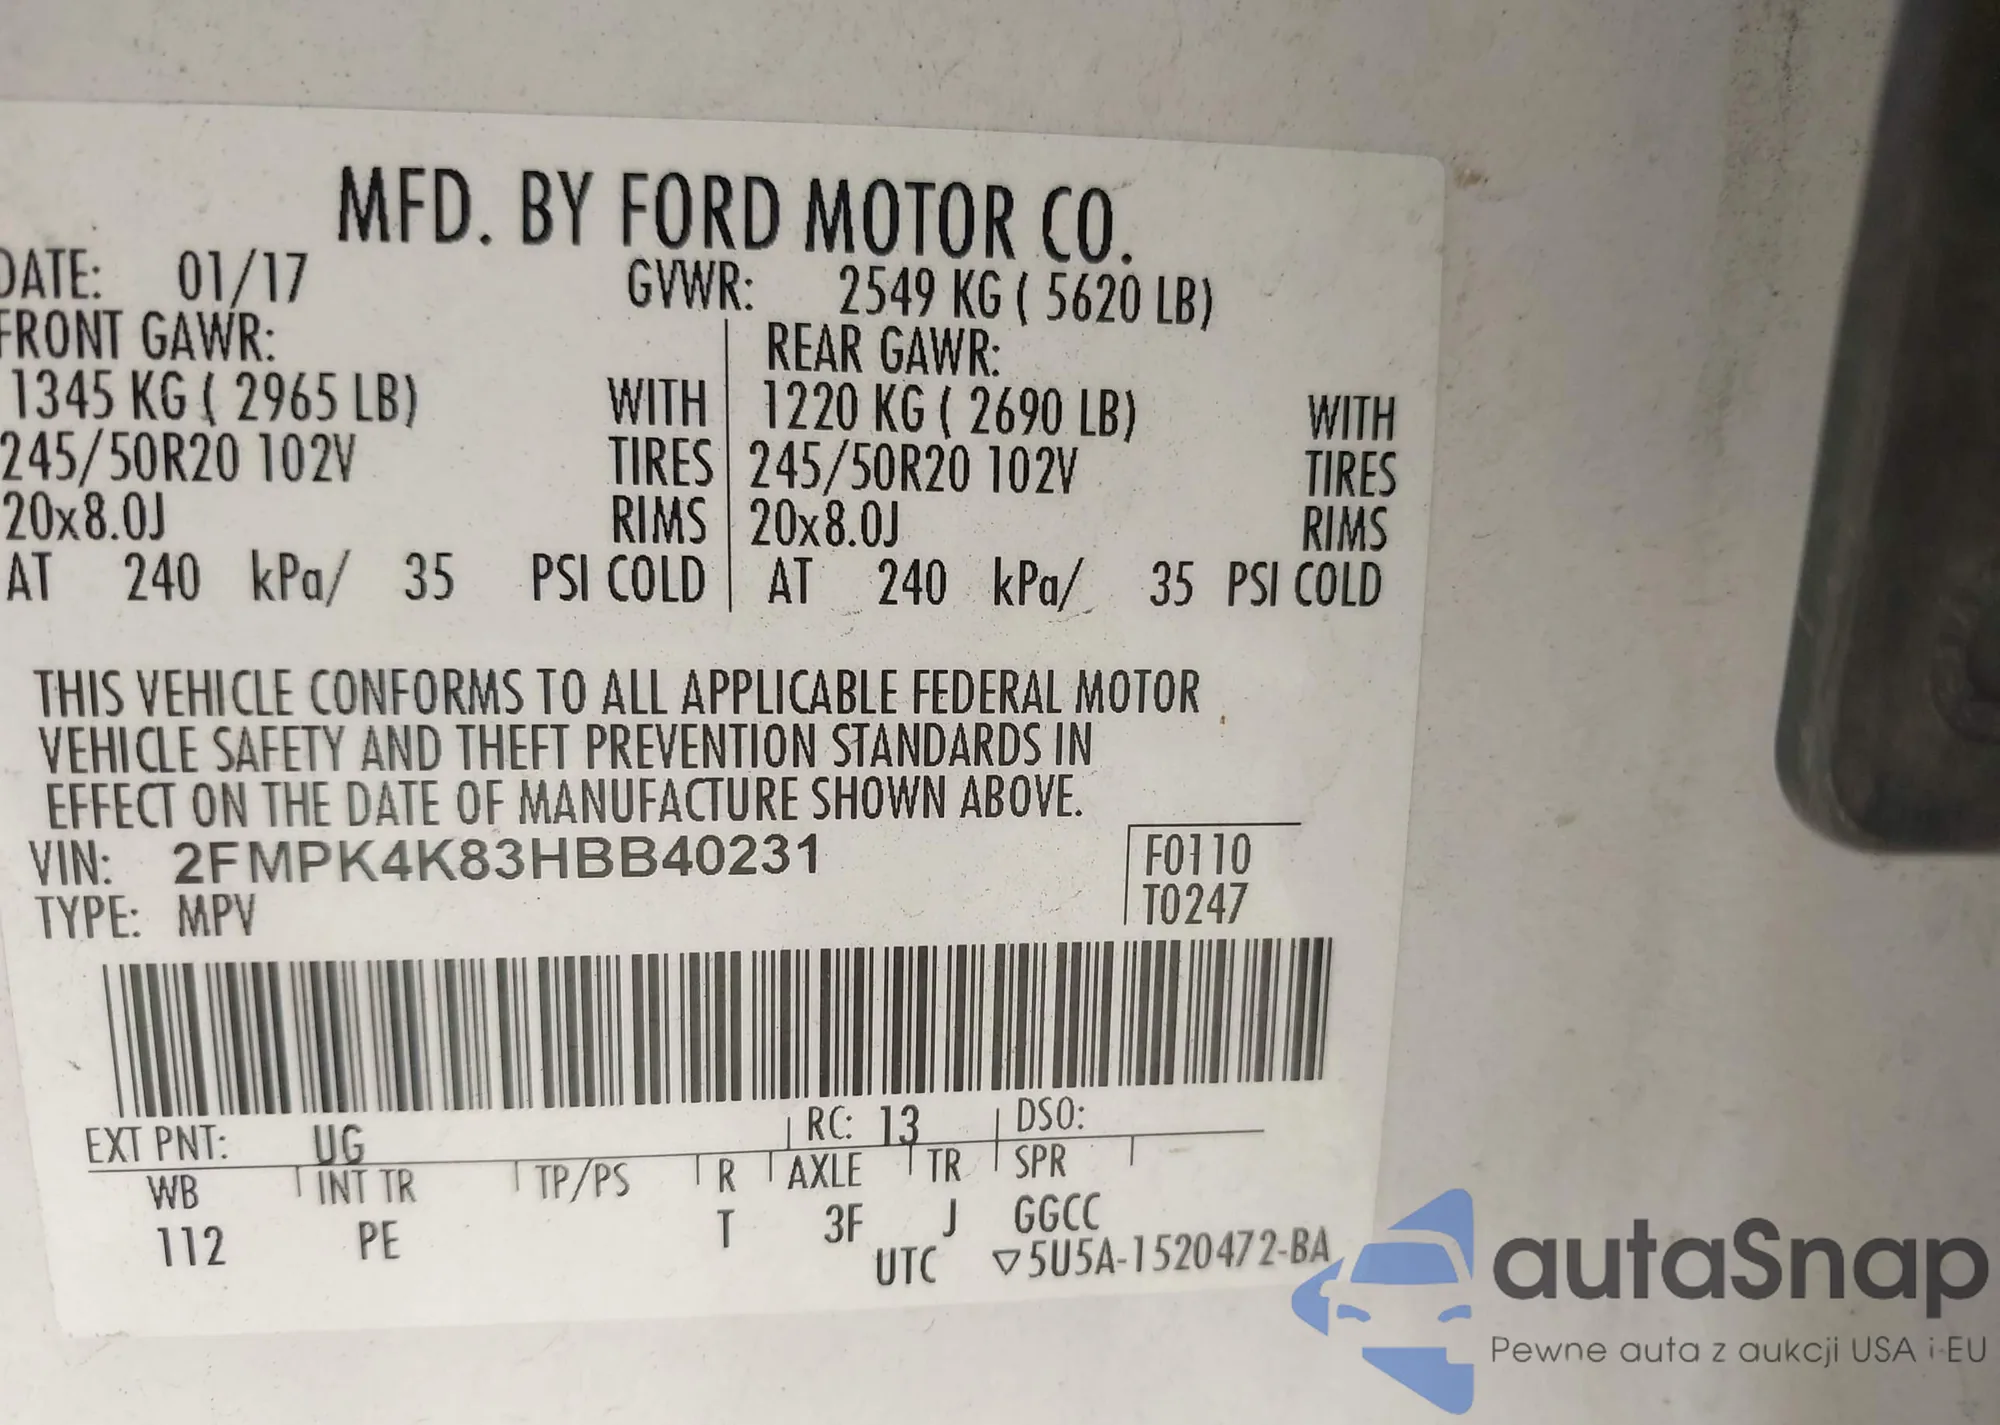 MFD. BY FORD MOTOR CO.
DATE: 01/17 GVWR: 2549 KG ( 5620 LB)
FRONT GAWR: REAR GAWR:
1345 KG ( 2965 LB) WITH 1220 KG ( 2690 LB) WITH
245/50R20 102V TIRES 245/50R20 102V TIRES
20x8.0J RIMS 20x8.0J RIMS
AT 240 kPa/ 35 PSI COLD AT 240 kPa/ 35 PSI COLD
THIS VEHICLE CONFORMS TO ALL APPLICABLE FEDERAL MOTOR
VEHICLE SAFETY AND THEFT PREVENTION STANDARDS IN
EFFECT ON THE DATE OF MANUFACTURE SHOWN ABOVE.
VIN: 2FMPK4K83HBB40231 F0110
TYPE: MPV T0247
EXT PNT: UG RC: 13 DSO:
WB INT TR TP/PS R AXLE TR SPR
112 PE T 3F J GGCC
UTC ▽5U5A-1520472-BA
autaSnap
Pewne auta z aukcji USA i EU